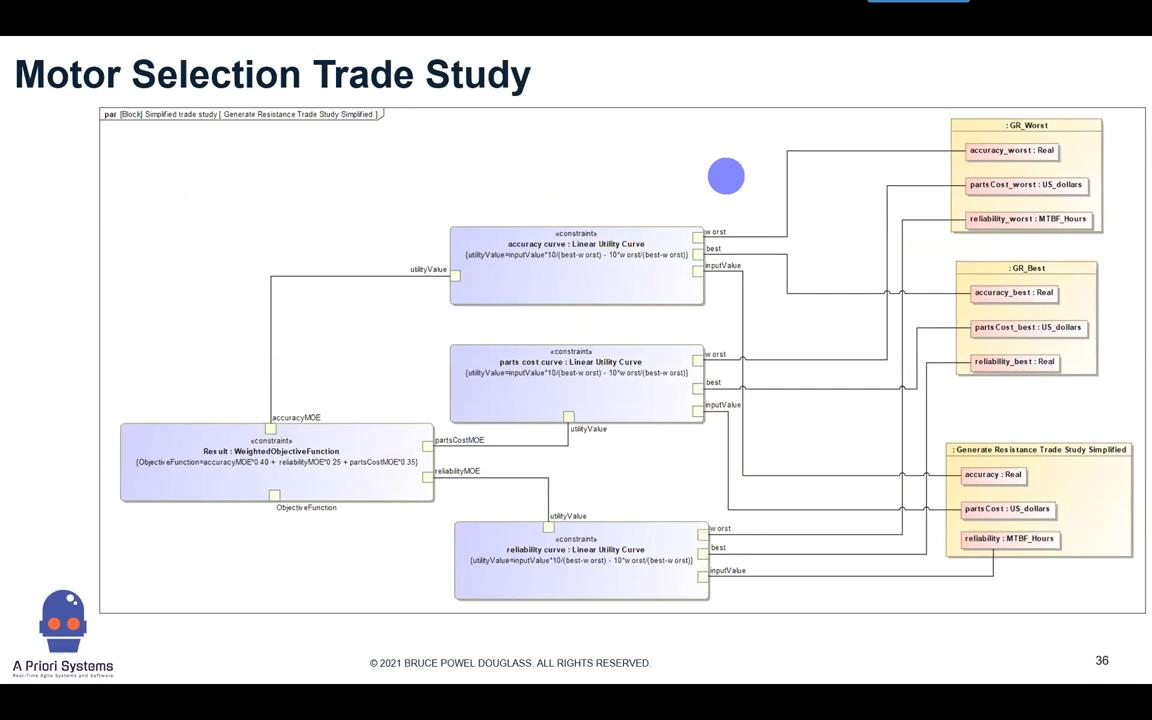 Motor Selection Trade Study
par [Block] Simplified trade study [ Generate Resistance Trade Study Simplified ]
: GR_Worst
accuracy_worst : Real
partsCost_worst : US_dollars
reliability_worst : MTBF_Hours
«constraint»
accuracy curve : Linear Utility Curve
{utilityValue=inputValue*10/(best-worst) - 10*worst/(best-worst)}
worst
best
inputValue
utilityValue
: GR_Best
accuracy_best : Real
partsCost_best : US_dollars
reliability_best : Real
«constraint»
parts cost curve : Linear Utility Curve
{utilityValue=inputValue*10/(best-worst) - 10*worst/(best-worst)}
worst
best
inputValue
utilityValue
accuracyMOE
«constraint»
Result : WeightedObjectiveFunction
{ObjectiveFunction=accuracyMOE*0.40 + reliabilityMOE*0.25 + partsCostMOE*0.35}
partsCostMOE
reliabilityMOE
ObjectiveFunction
: Generate Resistance Trade Study Simplified
accuracy : Real
partsCost : US_dollars
reliability : MTBF_Hours
utilityValue
«constraint»
reliability curve : Linear Utility Curve
{utilityValue=inputValue*10/(best-worst) - 10*worst/(best-worst)}
worst
best
inputValue
A Priori Systems
Real-Time Agile Systems and Software
© 2021 BRUCE POWEL DOUGLASS. ALL RIGHTS RESERVED.
36